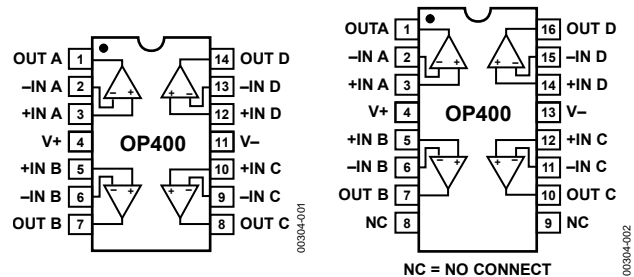 OUT A 1 14 OUT D
–IN A 2 – + + – 13 –IN D
+IN A 3 12 +IN D
V+ 4 OP400 11 V–
+IN B 5 10 +IN C
–IN B 6 – + + – 9 –IN C
OUT B 7 8 OUT C
00304-001
OUTA 1 16 OUT D
–IN A 2 – + + – 15 –IN D
+IN A 3 14 +IN D
V+ 4 OP400 13 V–
+IN B 5 12 +IN C
–IN B 6 – + + – 11 –IN C
OUT B 7 10 OUT C
NC 8 9 NC
NC = NO CONNECT
00304-002